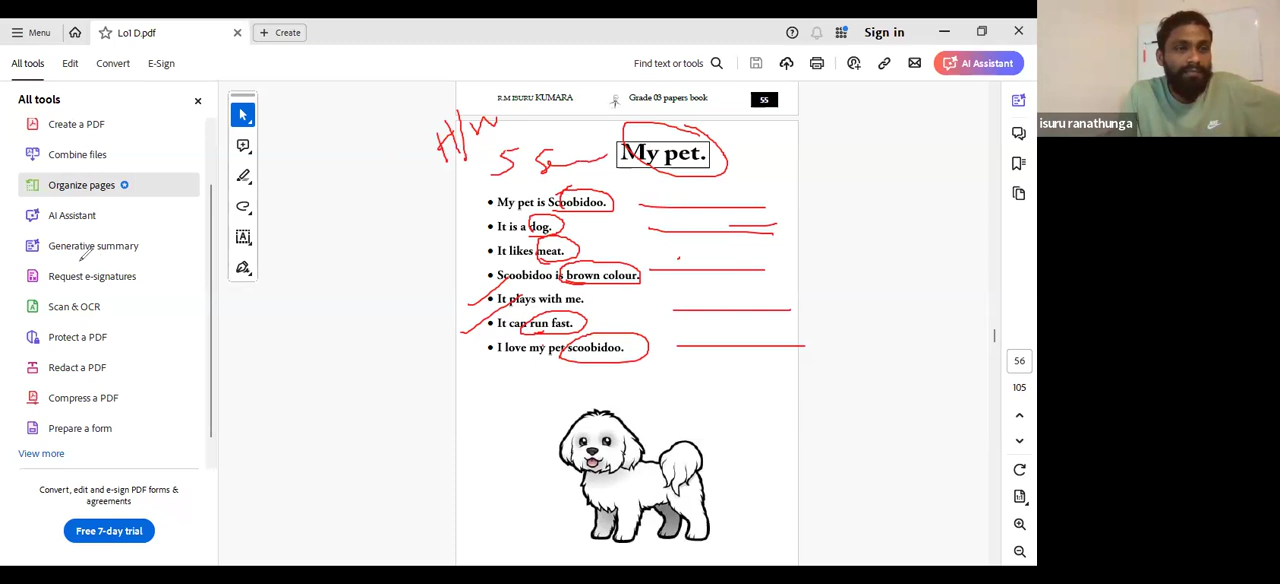 Menu
Lo1 D.pdf
Create
Sign in
All tools
Edit
Convert
E-Sign
Find text or tools
AI Assistant
All tools
Create a PDF
Combine files
Organize pages
AI Assistant
Generative summary
Request e-signatures
Scan & OCR
Protect a PDF
Redact a PDF
Compress a PDF
Prepare a form
View more
Convert, edit and e-sign PDF forms &
agreements
Free 7-day trial
R.M ISURU KUMARA
Grade 03 papers book
55
H/W
5 Se
My pet.
• My pet is Scoobidoo.
• It is a dog.
• It likes meat.
• Scoobidoo is brown colour.
• It plays with me.
• It can run fast.
• I love my pet scoobidoo.
56
105
isuru ranathunga